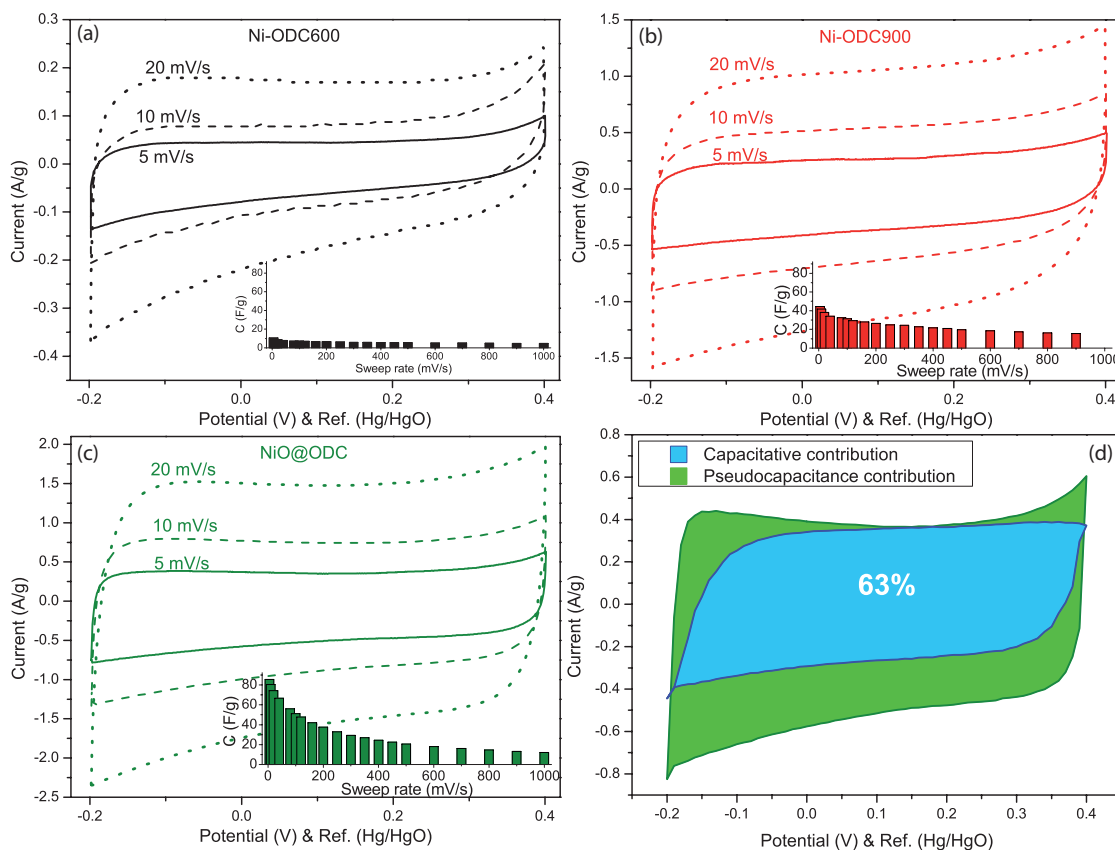 (a)
Ni-ODC600
20 mV/s
10 mV/s
5 mV/s
0.3
0.2
0.1
0.0
-0.1
-0.2
-0.3
-0.4
Current (A/g)
-0.2
0.0
0.2
0.4
Potential (V) & Ref. (Hg/HgO)
C (F/g)
80
60
40
20
0
0 200 400 600 800 1000
Sweep rate (mV/s)
(b)
Ni-ODC900
20 mV/s
10 mV/s
5 mV/s
1.5
1.0
0.5
0.0
-0.5
-1.0
-1.5
Current (A/g)
-0.2
0.0
0.2
0.4
Potential (V) & Ref. (Hg/HgO)
C (F/g)
80
60
40
20
0
0 200 400 600 800 1000
Sweep rate (mV/s)
(c)
NiO@ODC
20 mV/s
10 mV/s
5 mV/s
2.0
1.5
1.0
0.5
0.0
-0.5
-1.0
-1.5
-2.0
-2.5
Current (A/g)
-0.2
0.0
0.2
0.4
Potential (V) & Ref. (Hg/HgO)
C (F/g)
80
60
40
20
0
0 200 400 600 800 1000
Sweep rate (mV/s)
(d)
Capacitative contribution
Pseudocapacitance contribution
63%
0.8
0.6
0.4
0.2
0.0
-0.2
-0.4
-0.6
-0.8
Current (A/g)
-0.2 -0.1 0.0 0.1 0.2 0.3 0.4
Potential (V) & Ref. (Hg/HgO)